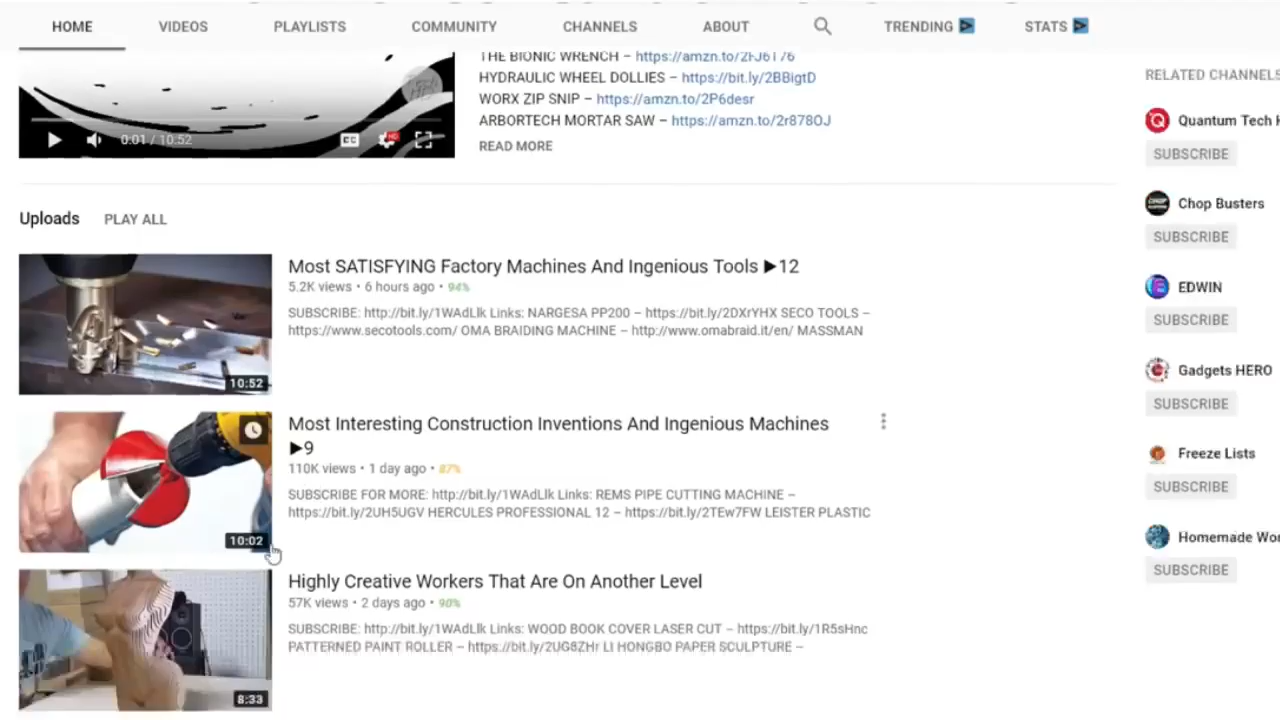 HOME VIDEOS PLAYLISTS COMMUNITY CHANNELS ABOUT TRENDING STATS
THE BIONIC WRENCH – https://amzn.to/2FJ6176
HYDRAULIC WHEEL DOLLIES – https://bit.ly/2BBigtD
WORX ZIP SNIP – https://amzn.to/2P6desr
ARBORTECH MORTAR SAW – https://amzn.to/2r878OJ
READ MORE
0:01 / 10:52
CC
HD
Uploads PLAY ALL
Most SATISFYING Factory Machines And Ingenious Tools ▶12
5.2K views • 6 hours ago • 94%
SUBSCRIBE: http://bit.ly/1WAdLlk Links: NARGESA PP200 – https://bit.ly/2DXrYHX SECO TOOLS –
https://www.secotools.com/ OMA BRAIDING MACHINE – http://www.omabraid.it/en/ MASSMAN
10:52
Most Interesting Construction Inventions And Ingenious Machines
▶9
110K views • 1 day ago • 87%
SUBSCRIBE FOR MORE: http://bit.ly/1WAdLlk Links: REMS PIPE CUTTING MACHINE –
https://bit.ly/2UH5UGV HERCULES PROFESSIONAL 12 – https://bit.ly/2TEw7FW LEISTER PLASTIC
10:02
Highly Creative Workers That Are On Another Level
57K views • 2 days ago • 90%
SUBSCRIBE: http://bit.ly/1WAdLlk Links: WOOD BOOK COVER LASER CUT – https://bit.ly/1R5sHnc
PATTERNED PAINT ROLLER – https://bit.ly/2UG8ZHr LI HONGBO PAPER SCULPTURE –
8:33
RELATED CHANNELS
Quantum Tech
SUBSCRIBE
Chop Busters
SUBSCRIBE
EDWIN
SUBSCRIBE
Gadgets HERO
SUBSCRIBE
Freeze Lists
SUBSCRIBE
Homemade
SUBSCRIBE